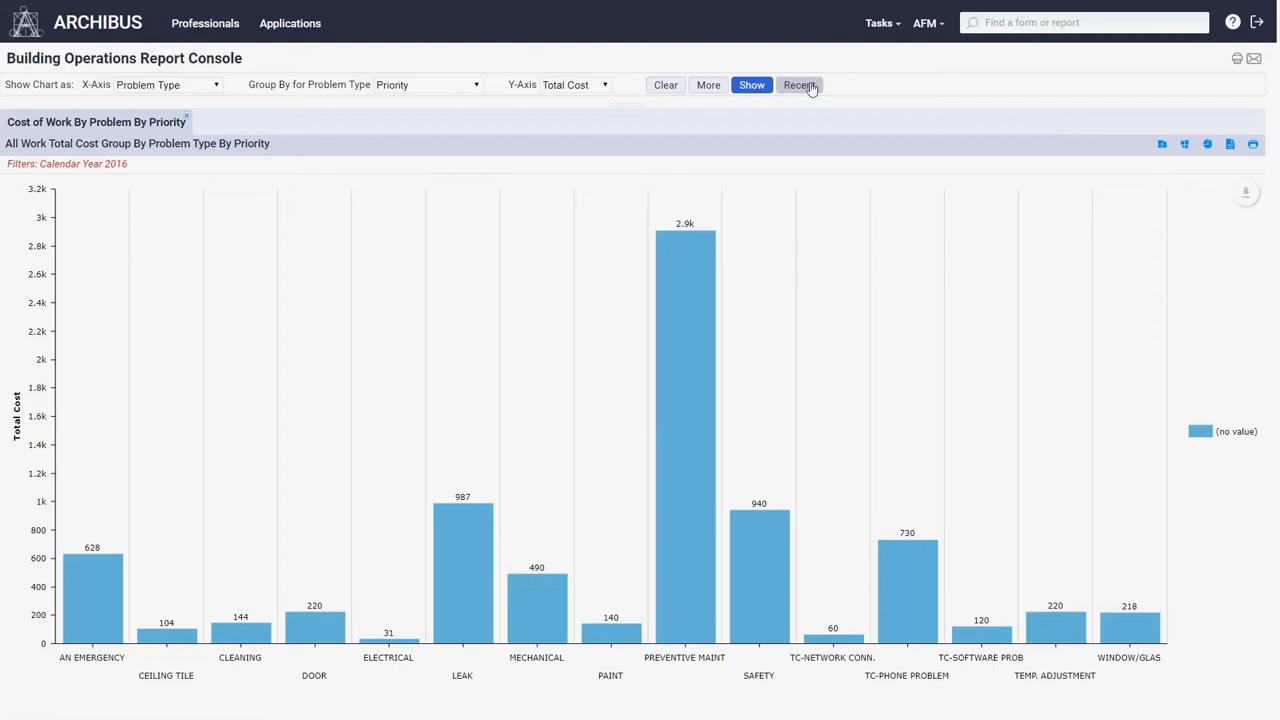 ARCHIBUS Professionals Applications Tasks AFM Find a form or report
Building Operations Report Console
Show Chart as: X-Axis Problem Type Group By for Problem Type Priority Y-Axis Total Cost Clear More Show Recent
Cost of Work By Problem By Priority
All Work Total Cost Group By Problem Type By Priority
Filters: Calendar Year 2016
3.2k
3k
2.8k
2.6k
2.4k
2.2k
2k
1.8k
1.6k
1.4k
1.2k
1k
800
600
400
200
0
Total Cost
628
104
144
220
31
987
490
140
2.9k
940
60
730
120
220
218
(no value)
AN EMERGENCY CLEANING ELECTRICAL MECHANICAL PREVENTIVE MAINT TC-NETWORK CONN. TC-SOFTWARE PROB WINDOW/GLAS
CEILING TILE DOOR LEAK PAINT SAFETY TC-PHONE PROBLEM TEMP. ADJUSTMENT